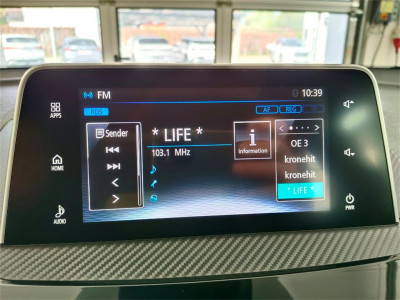 FM
10:39
RDS
AF
REG
APPS
Sender
* LIFE *
103.1 MHz
i
Information
OE 3
kronehit
kronehit
* LIFE *
HOME
AUDIO
PWR